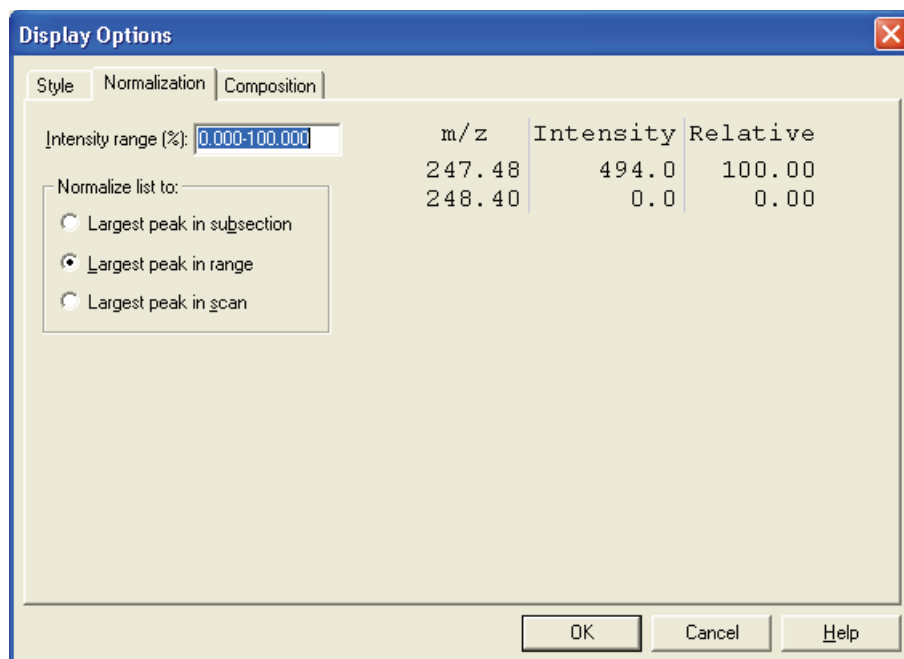 Display Options
Style Normalization Composition
Intensity range (%): 0.000-100.000
Normalize list to:
Largest peak in subsection
Largest peak in range
Largest peak in scan
m/z Intensity Relative
247.48 494.0 100.00
248.40 0.0 0.00
OK Cancel Help